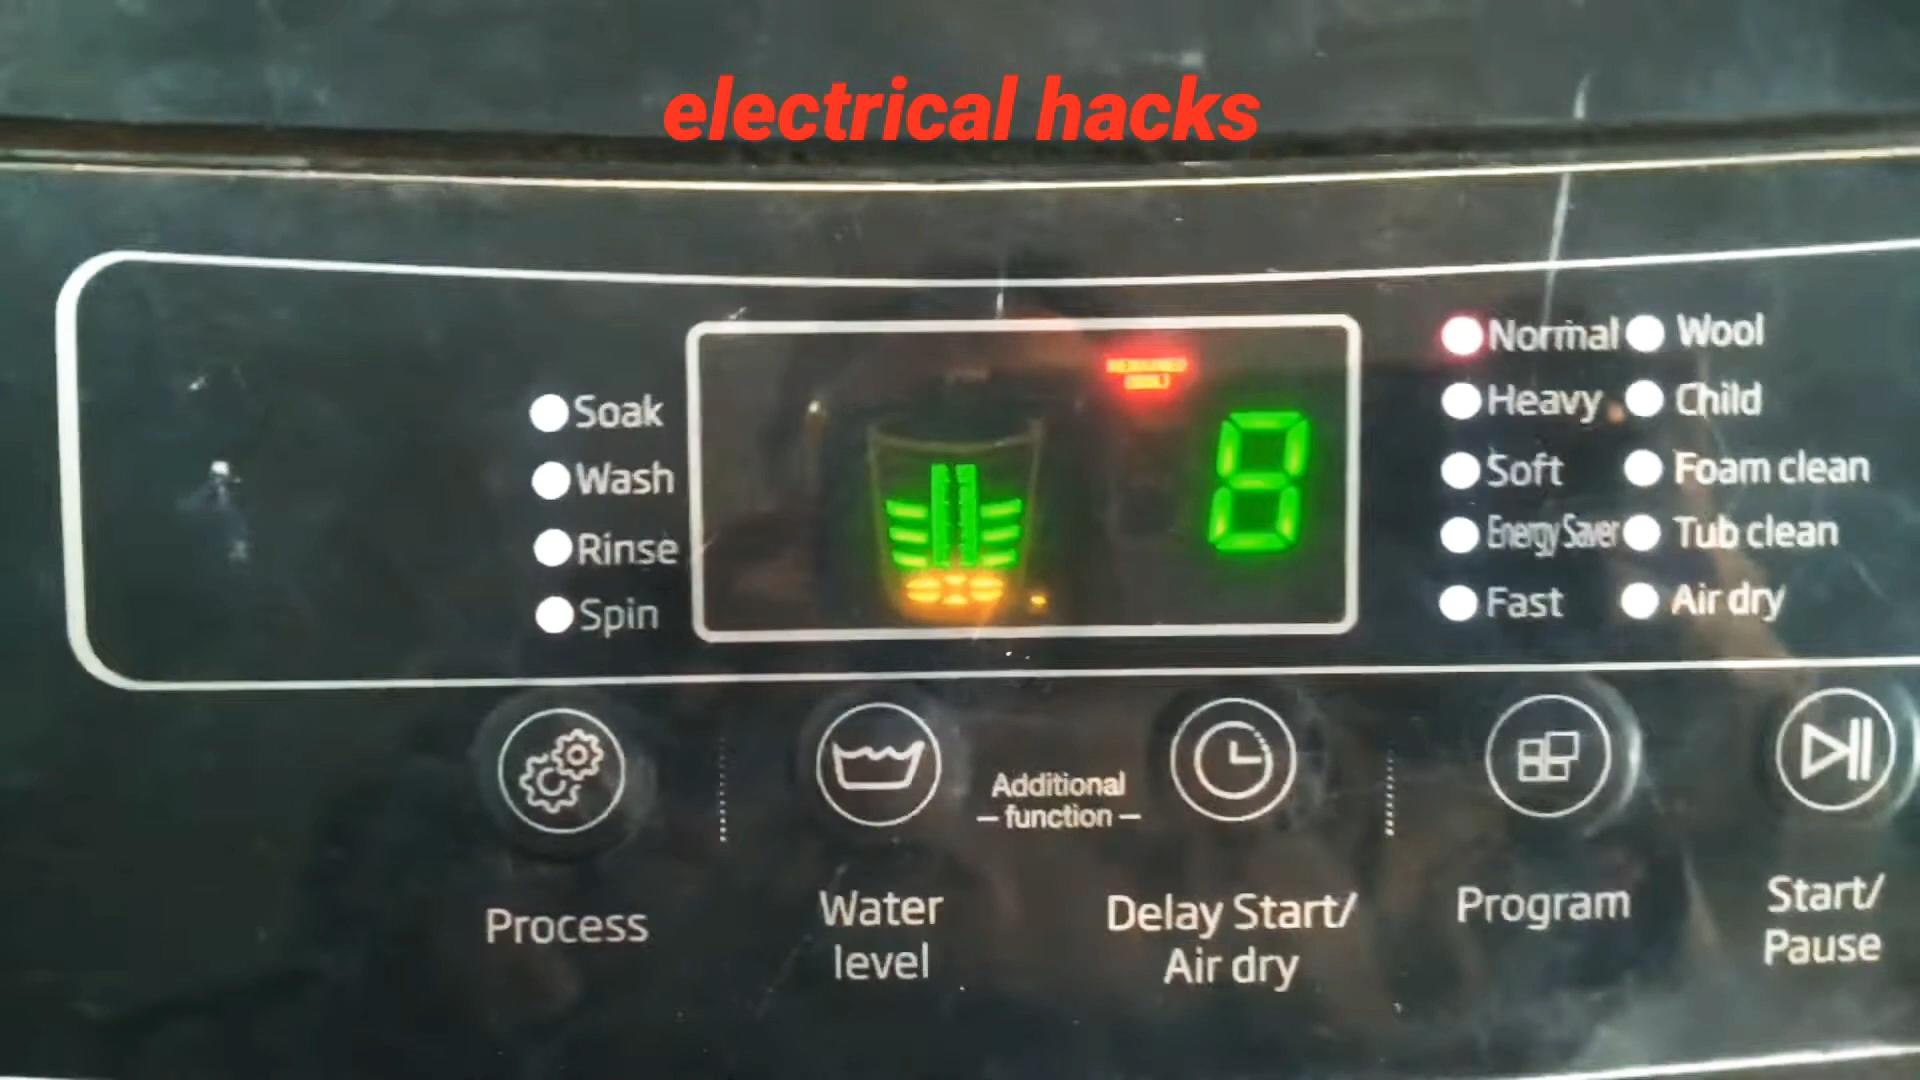 electrical hacks
Soak
Wash
Rinse
Spin
8
Normal
Heavy
Soft
Energy Saver
Fast
Wool
Child
Foam clean
Tub clean
Air dry
Additional
– function –
Process
Water
level
Delay Start/
Air dry
Program
Start/
Pause